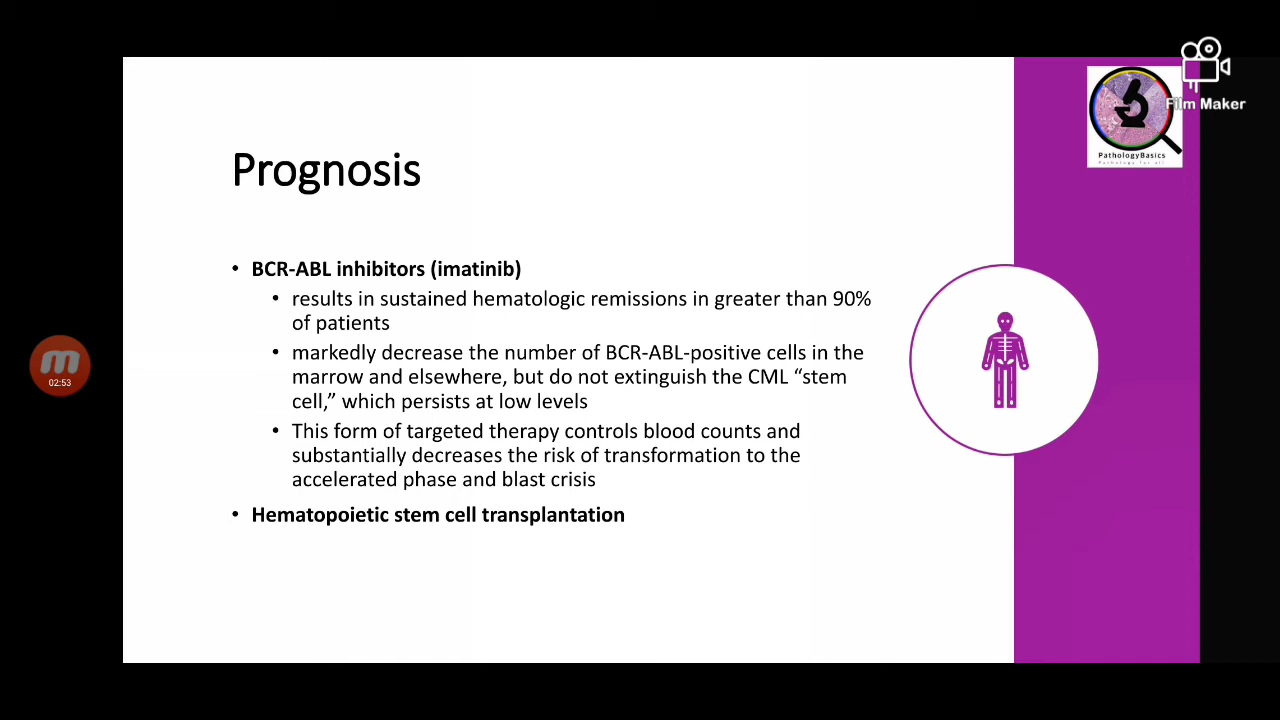 Film Maker
PathologyBasics
Pathology for all
Prognosis
• BCR-ABL inhibitors (imatinib)
• results in sustained hematologic remissions in greater than 90%
of patients
• markedly decrease the number of BCR-ABL-positive cells in the
marrow and elsewhere, but do not extinguish the CML “stem
cell,” which persists at low levels
• This form of targeted therapy controls blood counts and
substantially decreases the risk of transformation to the
accelerated phase and blast crisis
• Hematopoietic stem cell transplantation
02:53